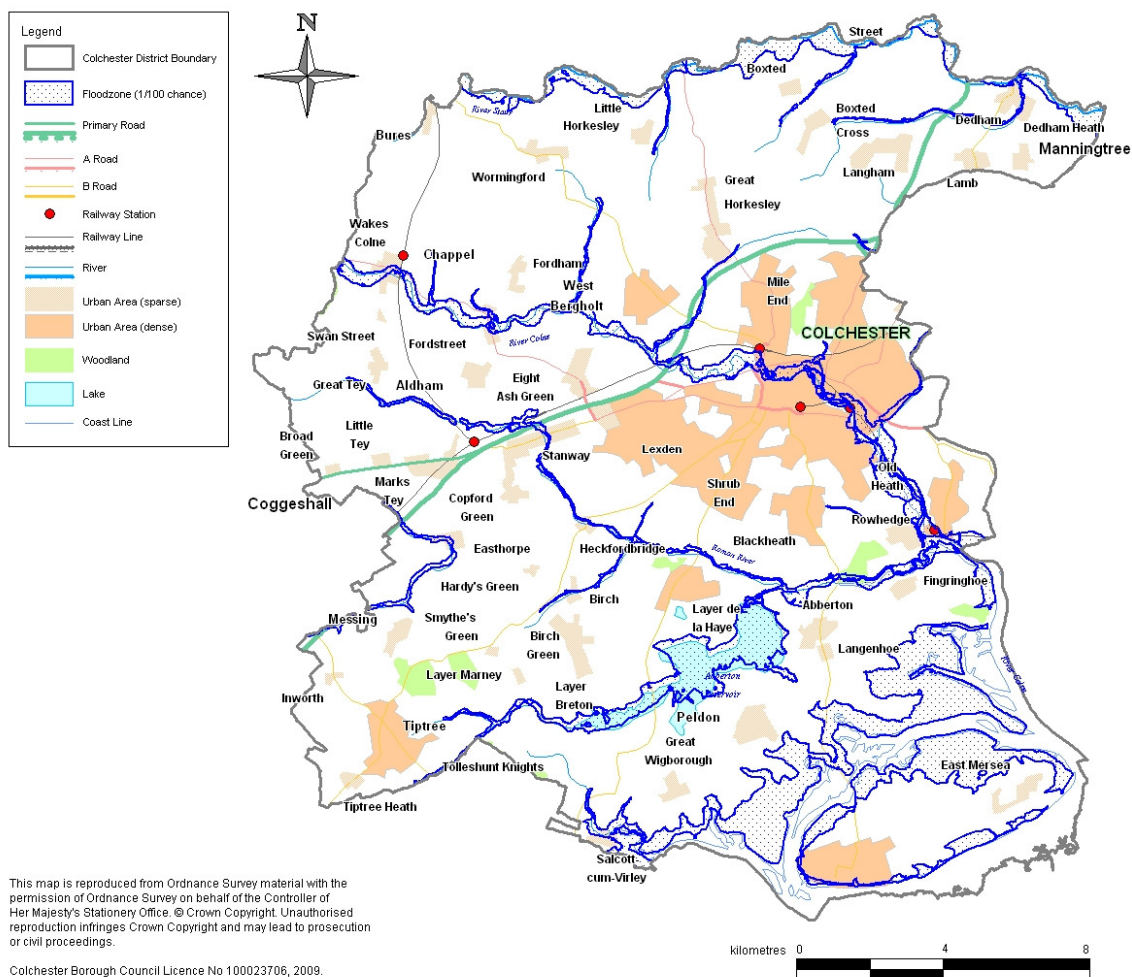 Legend
Colchester District Boundary
Floodzone (1/100 chance)
Primary Road
A Road
B Road
Railway Station
Railway Line
River
Urban Area (sparse)
Urban Area (dense)
Woodland
Lake
Coast Line
N
Street
Boxted
River Stour
Little
Horkesley
Boxted
Cross
Dedham
Dedham Heath
Manningtree
Bures
Langham
Lamb
Wormingford
Great
Horkesley
Wakes
Colne
Chappel
Fordham
West
Bergholt
Mile
End
COLCHESTER
Swan Street
Fordstreet
River Colne
Great Tey
Aldham
Eight
Ash Green
Broad
Green
Little
Tey
Stanway
Lexden
Marks
Tey
Coggeshall
Copford
Green
Shrub
End
Old
Heath
Rowhedge
Easthorpe
Heckfordbridge
Roman River
Blackheath
Hardy's Green
Birch
Fingringhoe
Abberton
Messing
Smythe's
Green
Birch
Green
Layer de
la Haye
Langenhoe
River Colne
Layer Marney
Inworth
Layer
Breton
Abberton
Reservoir
Peldon
Tiptree
Great
Wigborough
Tolleshunt Knights
East Mersea
Tiptree Heath
Salcott-
cum-Virley
This map is reproduced from Ordnance Survey material with the
permission of Ordnance Survey on behalf of the Controller of
Her Majesty's Stationery Office. © Crown Copyright. Unauthorised
reproduction infringes Crown Copyright and may lead to prosecution
or civil proceedings.
Colchester Borough Council Licence No 100023706, 2009.
kilometres 0 4 8